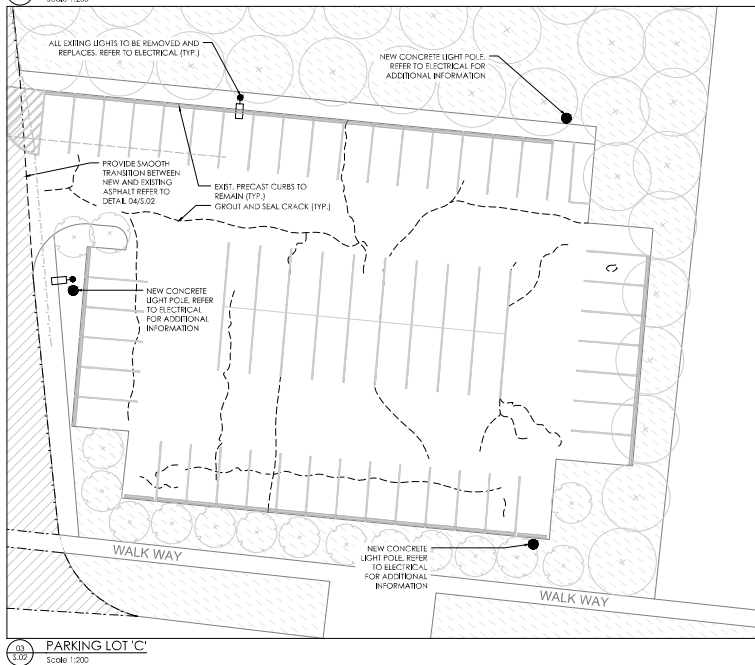 Scale 1:200
ALL EXITING LIGHTS TO BE REMOVED AND
REPLACES. REFER TO ELECTRICAL (TYP.)
NEW CONCRETE LIGHT POLE.
REFER TO ELECTRICAL FOR
ADDITIONAL INFORMATION
PROVIDE SMOOTH
TRANSITION BETWEEN
NEW AND EXISTING
ASPHALT REFER TO
DETAIL 04/S.02
EXIST. PRECAST CURBS TO
REMAIN (TYP.)
GROUT AND SEAL CRACK (TYP.)
NEW CONCRETE
LIGHT POLE. REFER
TO ELECTRICAL
FOR ADDITIONAL
INFORMATION
NEW CONCRETE
LIGHT POLE. REFER
TO ELECTRICAL
FOR ADDITIONAL
INFORMATION
WALK WAY
WALK WAY
03
S.02
PARKING LOT 'C'
Scale 1:200